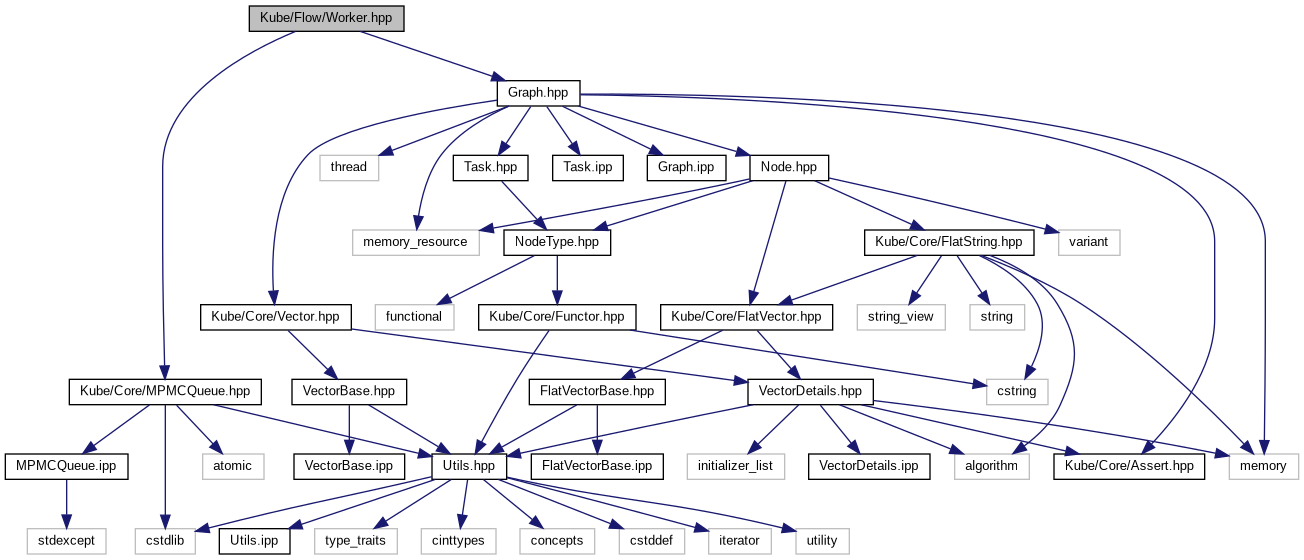 Kube/Flow/Worker.hpp
Graph.hpp
thread
Task.hpp
Task.ipp
Graph.ipp
Node.hpp
memory_resource
NodeType.hpp
Kube/Core/FlatString.hpp
variant
Kube/Core/Vector.hpp
functional
Kube/Core/Functor.hpp
Kube/Core/FlatVector.hpp
string_view
string
Kube/Core/MPMCQueue.hpp
VectorBase.hpp
FlatVectorBase.hpp
VectorDetails.hpp
cstring
MPMCQueue.ipp
atomic
VectorBase.ipp
Utils.hpp
FlatVectorBase.ipp
initializer_list
VectorDetails.ipp
algorithm
Kube/Core/Assert.hpp
memory
stdexcept
cstdlib
Utils.ipp
type_traits
cinttypes
concepts
cstddef
iterator
utility